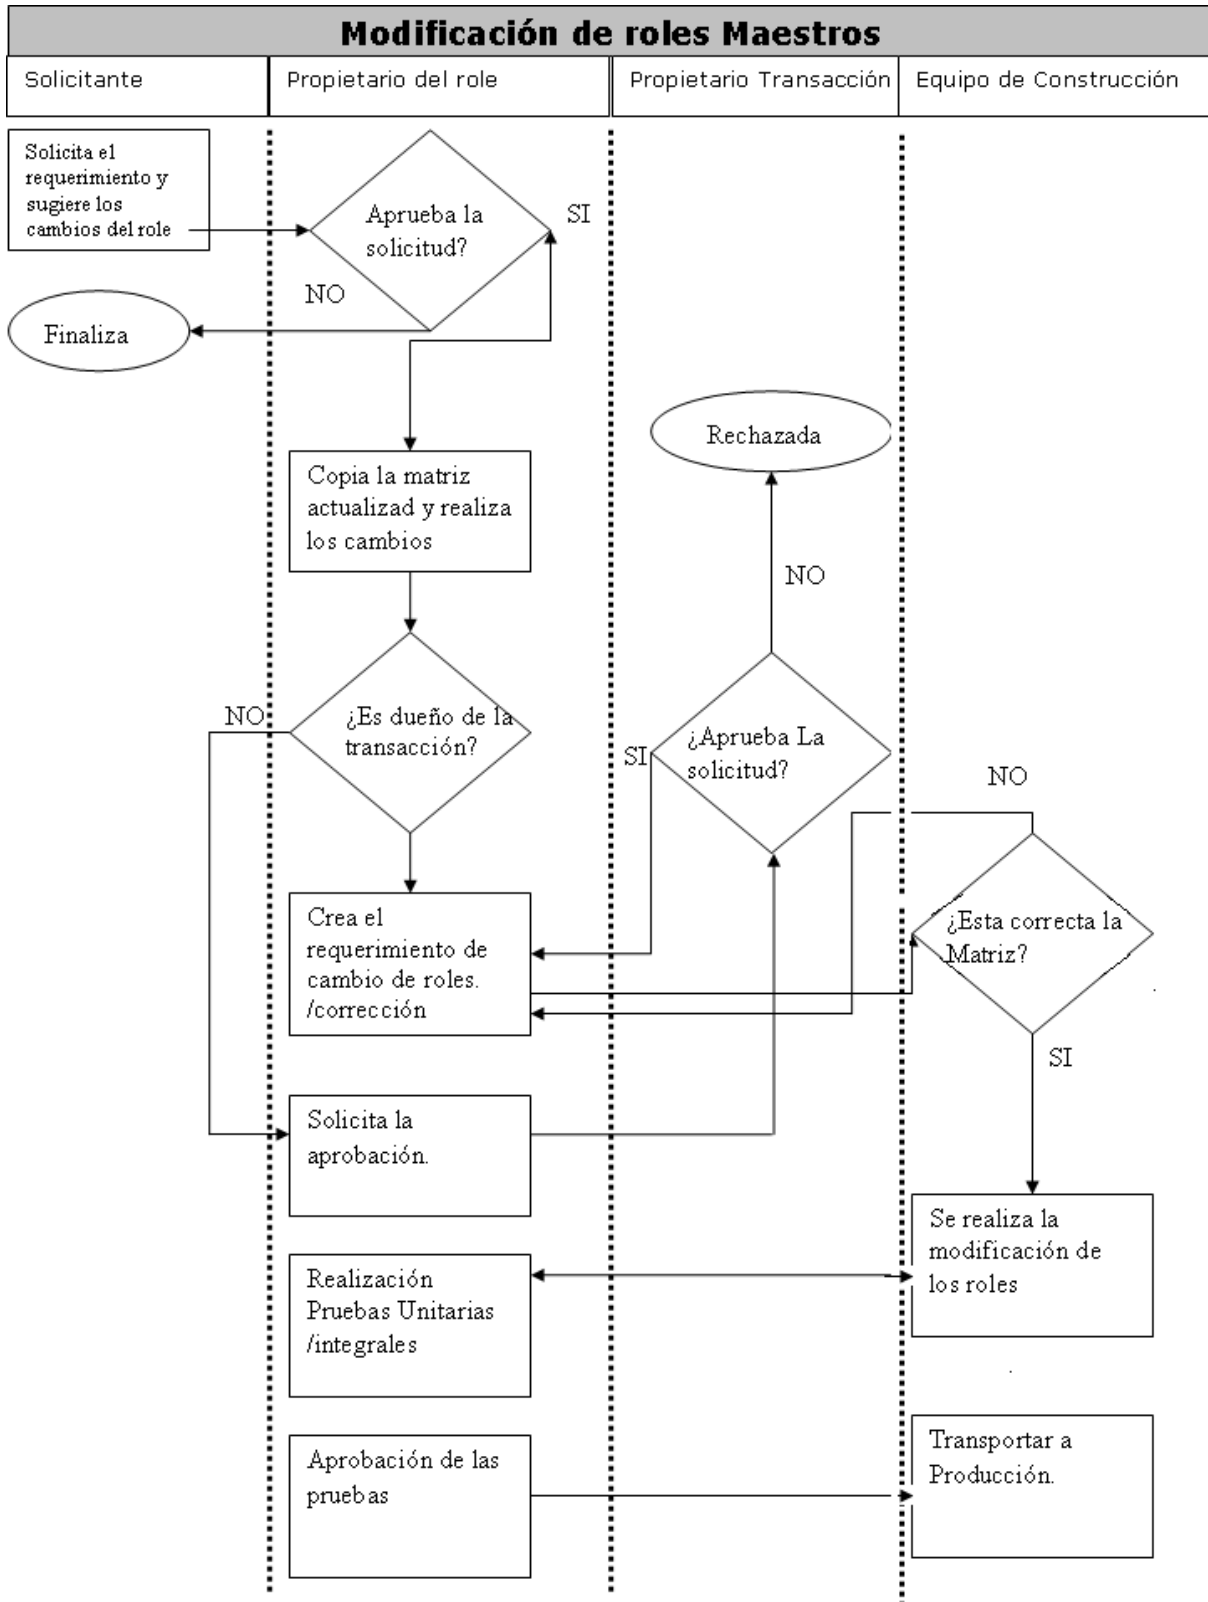 Modificación de roles Maestros
Solicitante
Propietario del role
Propietario Transacción
Equipo de Construcción
Solicita el
requerimiento y
sugiere los
cambios del role
Aprueba la
solicitud?
SI
NO
Finaliza
Rechazada
Copia la matriz
actualizad y realiza
los cambios
NO
NO
¿Es dueño de la
transacción?
SI
¿Aprueba La
solicitud?
NO
Crea el
requerimiento de
cambio de roles.
/corrección
¿Esta correcta la
Matriz?
SI
Solicita la
aprobación.
Se realiza la
modificación de
los roles
Realización
Pruebas Unitarias
/integrales
Aprobación de las
pruebas
Transportar a
Producción.